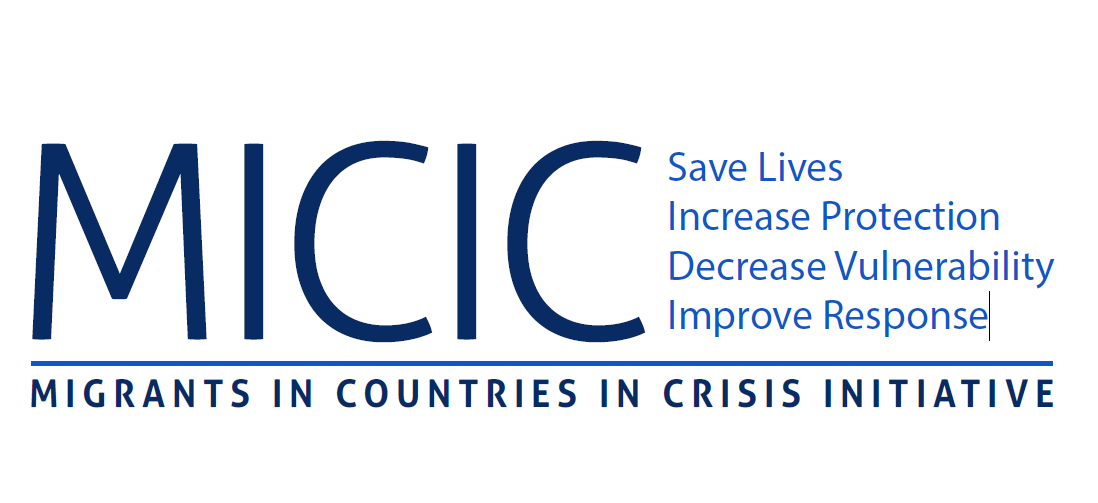 MICIC
Save Lives
Increase Protection
Decrease Vulnerability
Improve Response
MIGRANTS IN COUNTRIES IN CRISIS INITIATIVE